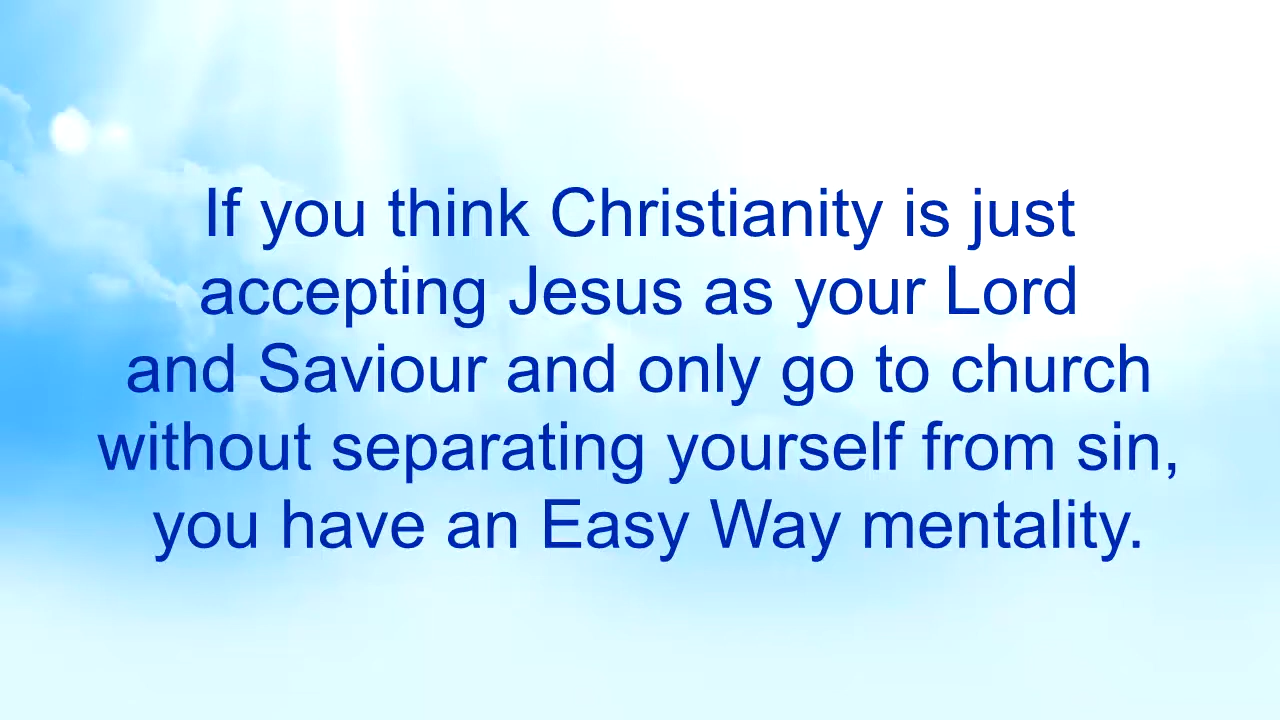 If you think Christianity is just
accepting Jesus as your Lord
and Saviour and only go to church
without separating yourself from sin,
you have an Easy Way mentality.